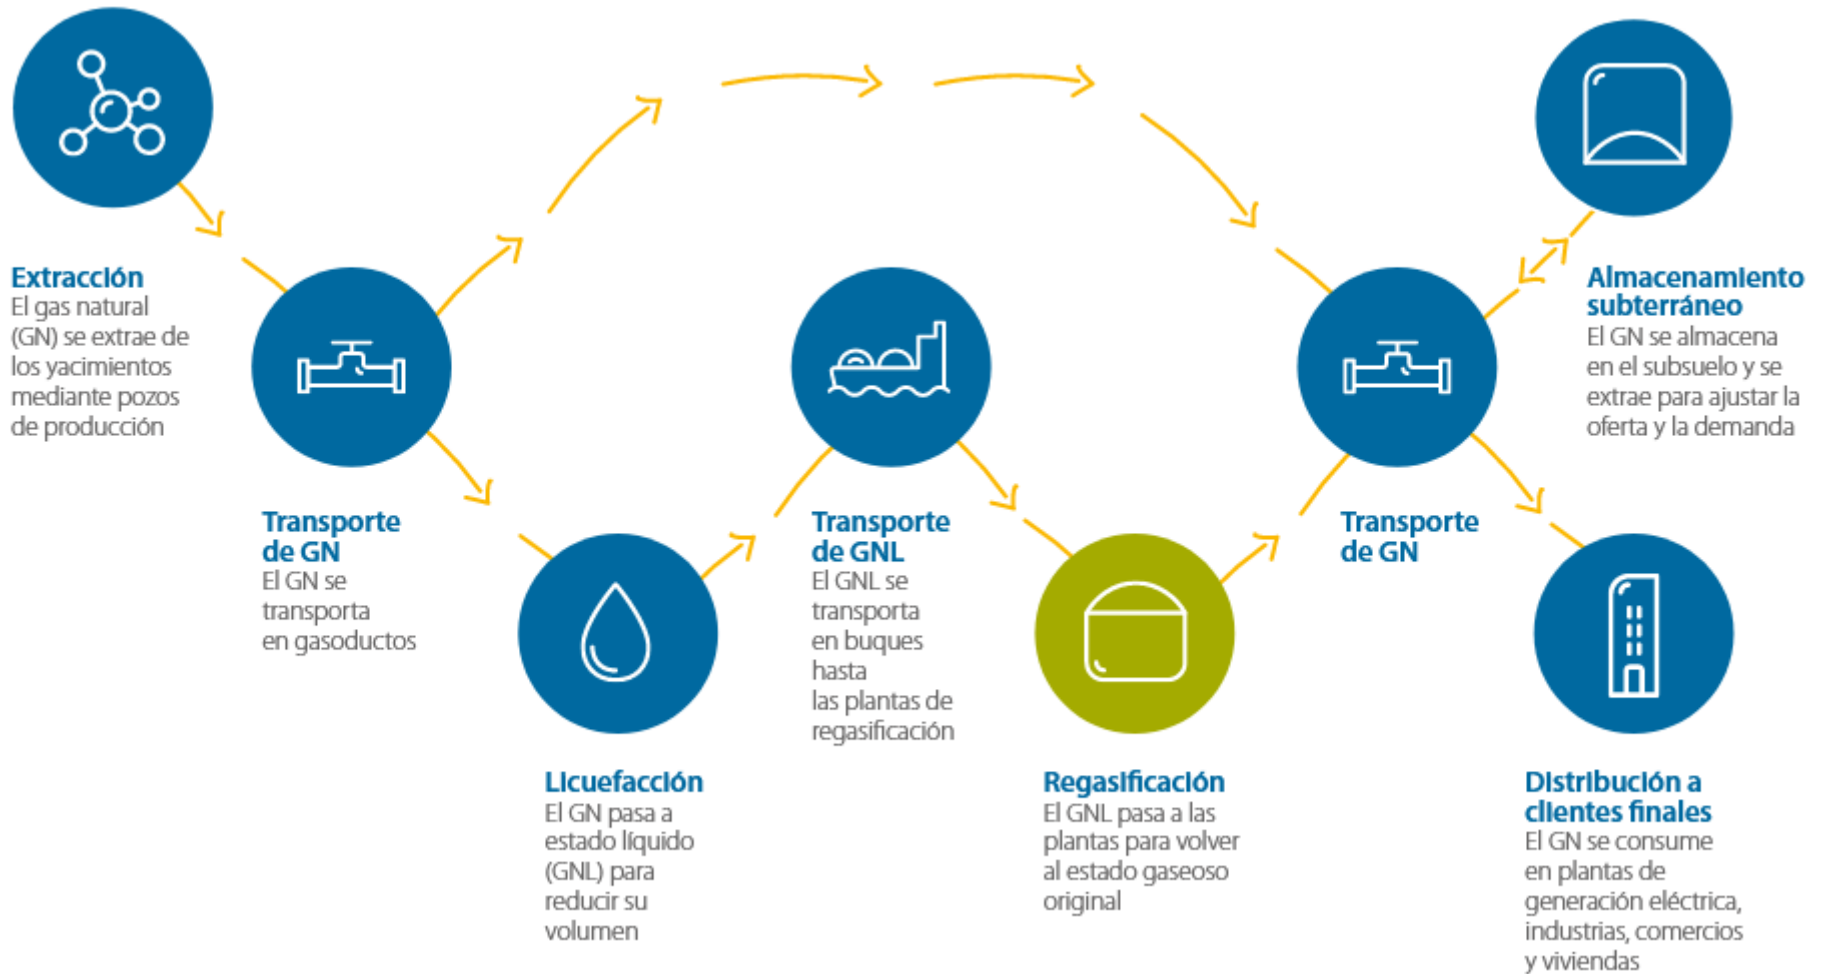 Extracción
El gas natural
(GN) se extrae de
los yacimientos
mediante pozos
de producción
Transporte
de GN
El GN se
transporta
en gasoductos
Licuefacción
El GN pasa a
estado líquido
(GNL) para
reducir su
volumen
Transporte
de GNL
El GNL se
transporta
en buques
hasta
las plantas de
regasificación
Regasificación
El GNL pasa a las
plantas para volver
al estado gaseoso
original
Transporte
de GN
Almacenamiento
subterráneo
El GN se almacena
en el subsuelo y se
extrae para ajustar la
oferta y la demanda
Distribución a
clientes finales
El GN se consume
en plantas de
generación eléctrica,
industrias, comercios
y viviendas